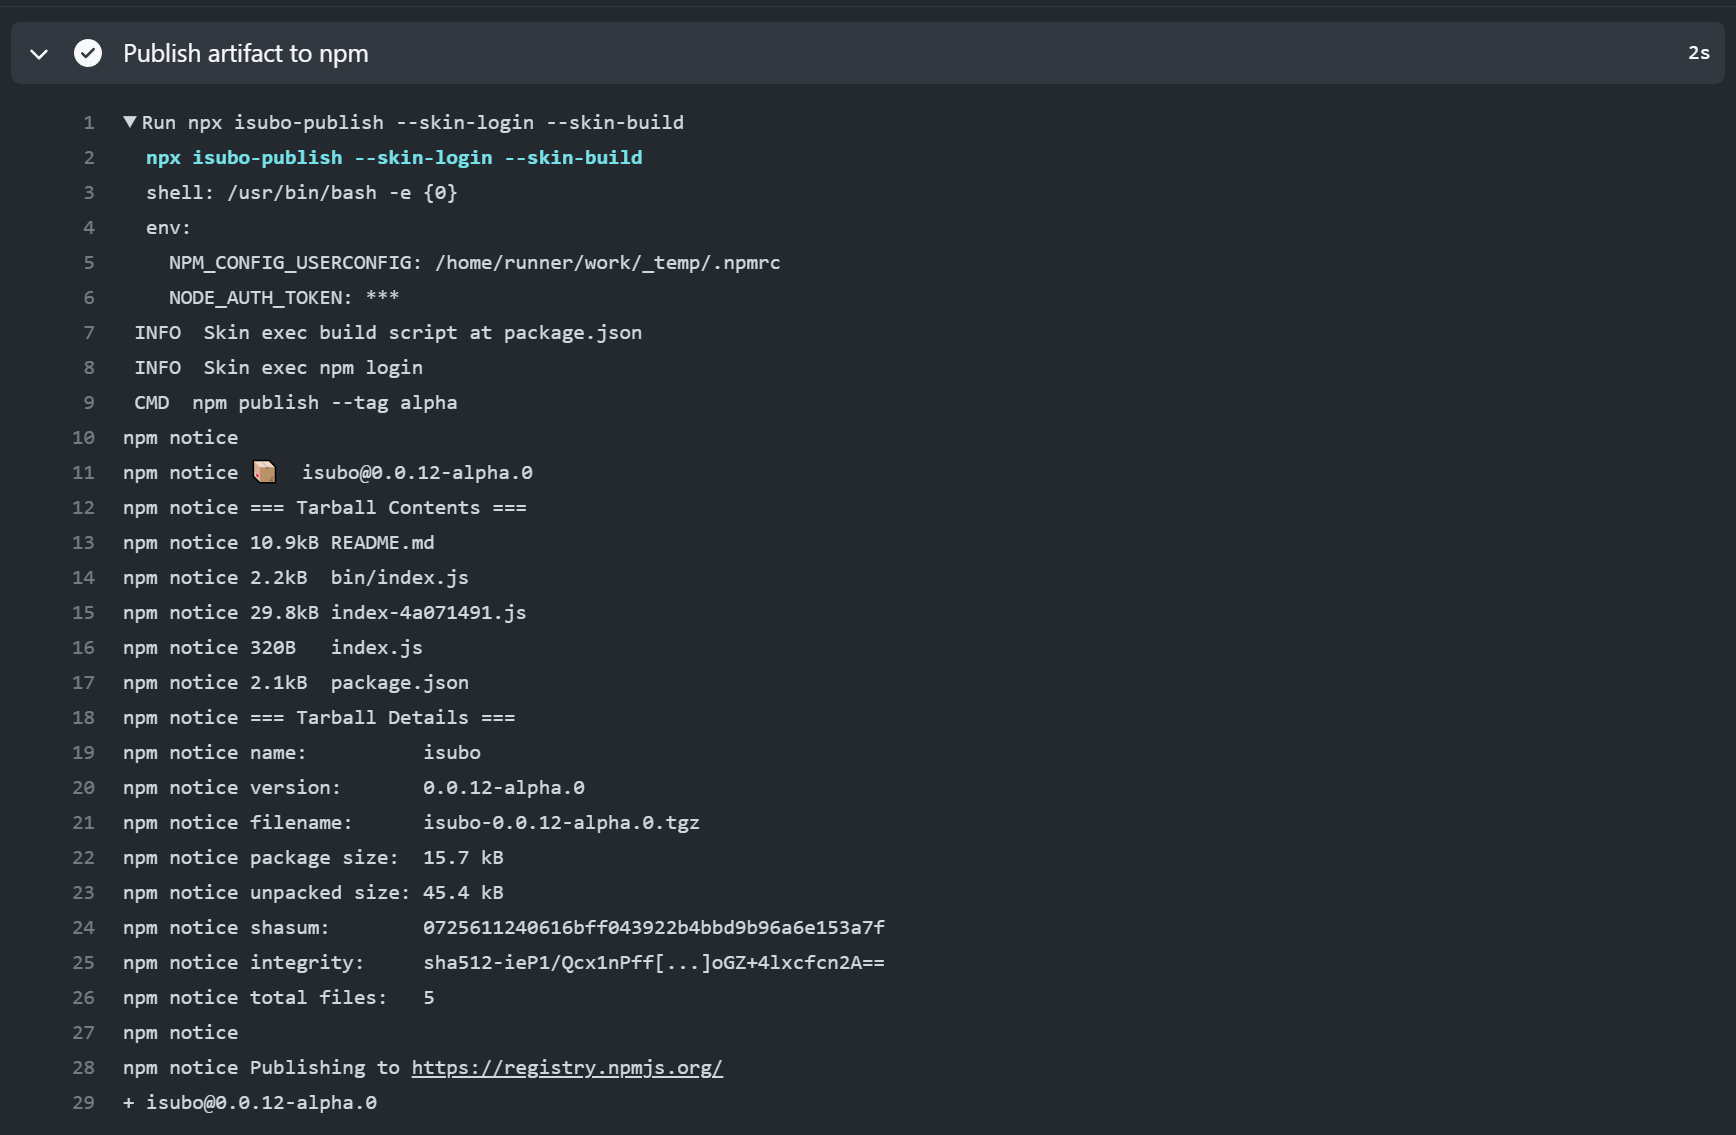 Publish artifact to npm 2s
1 ▼ Run npx isubo-publish --skin-login --skin-build
2 npx isubo-publish --skin-login --skin-build
3 shell: /usr/bin/bash -e {0}
4 env:
5 NPM_CONFIG_USERCONFIG: /home/runner/work/_temp/.npmrc
6 NODE_AUTH_TOKEN: ***
7 INFO Skin exec build script at package.json
8 INFO Skin exec npm login
9 CMD npm publish --tag alpha
10 npm notice
11 npm notice 📦 isubo@0.0.12-alpha.0
12 npm notice === Tarball Contents ===
13 npm notice 10.9kB README.md
14 npm notice 2.2kB bin/index.js
15 npm notice 29.8kB index-4a071491.js
16 npm notice 320B index.js
17 npm notice 2.1kB package.json
18 npm notice === Tarball Details ===
19 npm notice name: isubo
20 npm notice version: 0.0.12-alpha.0
21 npm notice filename: isubo-0.0.12-alpha.0.tgz
22 npm notice package size: 15.7 kB
23 npm notice unpacked size: 45.4 kB
24 npm notice shasum: 0725611240616bff043922b4bbd9b96a6e153a7f
25 npm notice integrity: sha512-ieP1/Qcx1nPff[...]oGZ+4lxcfcn2A==
26 npm notice total files: 5
27 npm notice
28 npm notice Publishing to https://registry.npmjs.org/
29 + isubo@0.0.12-alpha.0